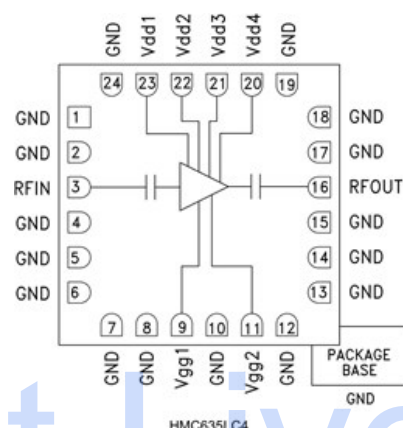 GND Vdd1 Vdd2 Vdd3 Vdd4 GND
24 23 22 21 20 19
GND 1 18 GND
GND 2 17 GND
RFIN 3 16 RFOUT
GND 4 15 GND
GND 5 14 GND
GND 6 13 GND
7 8 9 10 11 12
GND GND Vgg1 GND Vgg2 GND
PACKAGE
BASE
GND
HMC635LC4